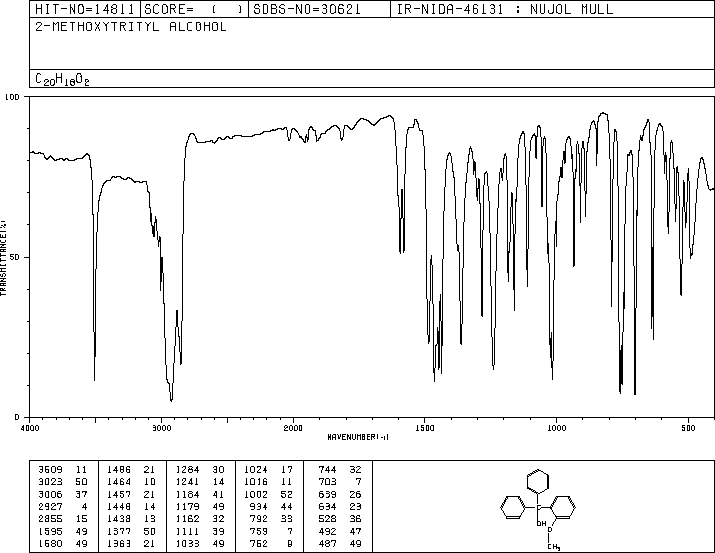 HIT-NO=14811 SCORE= ( ) SDBS-NO=30621 IR-NIDA-46131 : NUJOL MULL
2-METHOXYTRITYL ALCOHOL
C20H18O2
100
50
0
TRANSMITTANCE(%)
4000 3000 2000 1500 1000 500
WAVENUMBER(-1)
3509 11 1486 21 1284 30 1024 17 744 32
3023 50 1464 10 1241 14 1016 11 703 7
3006 37 1457 21 1184 41 1002 52 639 26
2927 4 1448 14 1179 49 934 44 634 23
2855 15 1438 13 1162 32 792 33 528 36
1595 49 1377 50 1111 39 759 7 492 47
1580 49 1363 21 1033 49 752 8 487 49
C
OH
O
CH3